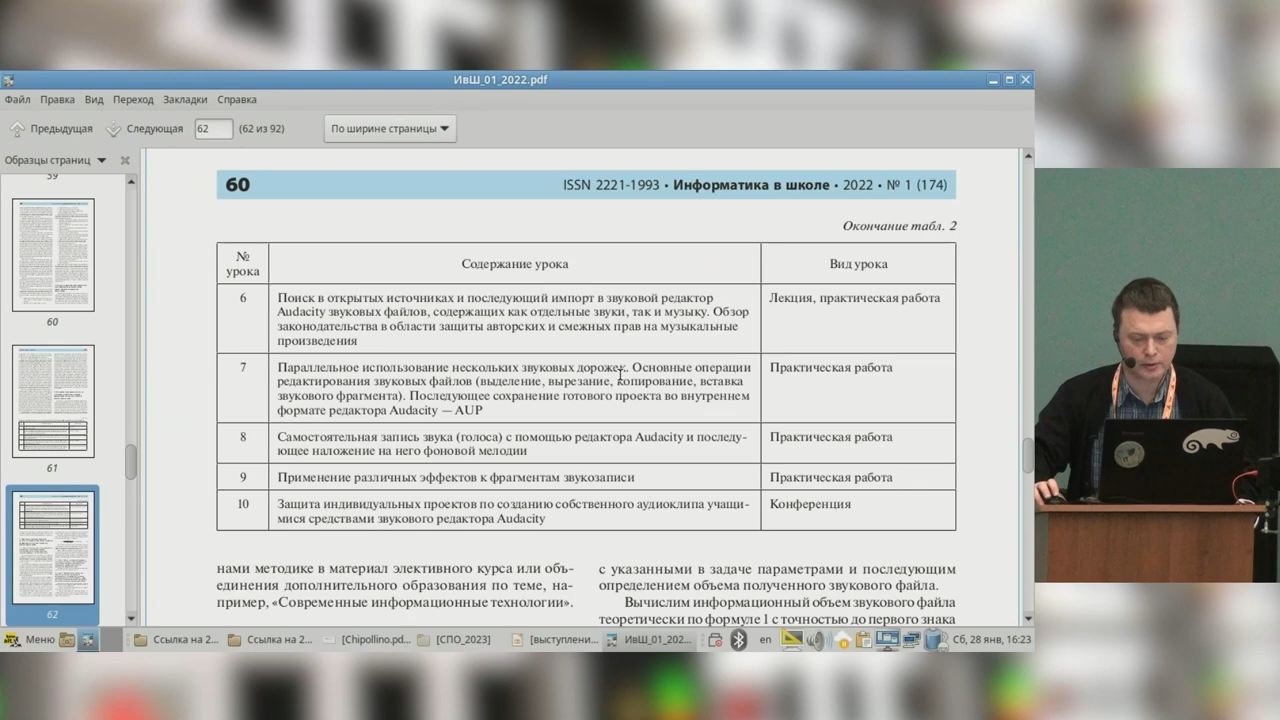 ИвШ_01_2022.pdf
Файл Правка Вид Переход Закладки Справка
Предыдущая Следующая 62 (62 из 92) По ширине страницы
Образцы страниц
59
60
61
62
60 ISSN 2221-1993 • Информатика в школе • 2022 • № 1 (174)
Окончание табл. 2
№ урока Содержание урока Вид урока
6 Поиск в открытых источниках и последующий импорт в звуковой редактор Лекция, практическая работа
Audacity звуковых файлов, содержащих как отдельные звуки, так и музыку. Обзор
законодательства в области защиты авторских и смежных прав на музыкальные
произведения
7 Параллельное использование нескольких звуковых дорожек. Основные операции Практическая работа
редактирования звуковых файлов (выделение, вырезание, копирование, вставка
звукового фрагмента). Последующее сохранение готового проекта во внутреннем
формате редактора Audacity — AUP
8 Самостоятельная запись звука (голоса) с помощью редактора Audacity и последу- Практическая работа
ющее наложение на него фоновой мелодии
9 Применение различных эффектов к фрагментам звукозаписи Практическая работа
10 Защита индивидуальных проектов по созданию собственного аудиоклипа учащи- Конференция
мися средствами звукового редактора Audacity
нами методике в материал элективного курса или объ-
единения дополнительного образования по теме, на-
пример, «Современные информационные технологии».
с указанными в задаче параметрами и последующим
определением объема полученного звукового файла.
Вычислим информационный объем звукового файла
теоретически по формуле 1 с точностью до первого знака
Меню Ссылка на 2... Ссылка на 2... [Chipollino.pd... [СПО_2023] [выступлени... ИвШ_01_202... en Сб, 28 янв, 16:23